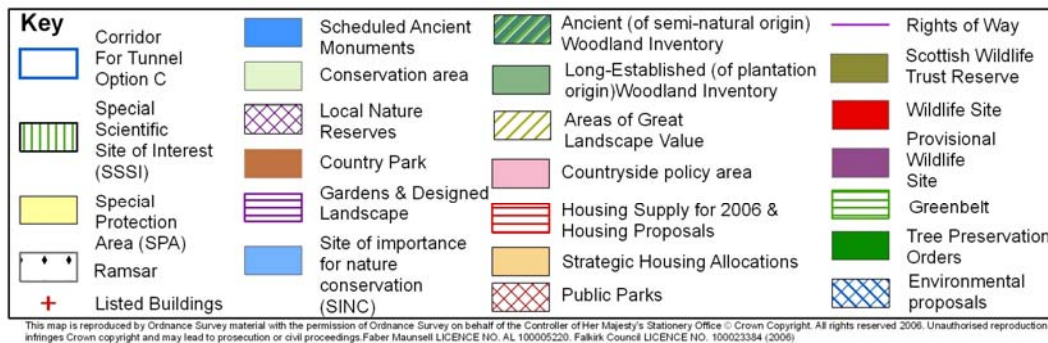 Key
Corridor
For Tunnel
Option C
Special
Scientific
Site of Interest
(SSSI)
Special
Protection
Area (SPA)
Ramsar
Listed Buildings
Scheduled Ancient
Monuments
Conservation area
Local Nature
Reserves
Country Park
Gardens & Designed
Landscape
Site of importance
for nature
conservation
(SINC)
Ancient (of semi-natural origin)
Woodland Inventory
Long-Established (of plantation
origin)Woodland Inventory
Areas of Great
Landscape Value
Countryside policy area
Housing Supply for 2006 &
Housing Proposals
Strategic Housing Allocations
Public Parks
Rights of Way
Scottish Wildlife
Trust Reserve
Wildlife Site
Provisional
Wildlife
Site
Greenbelt
Tree Preservation
Orders
Environmental
proposals
This map is reproduced by Ordnance Survey material with the permission of Ordnance Survey on behalf of the Controller of Her Majesty's Stationery Office © Crown Copyright. All rights reserved 2006. Unauthorised reproduction
infringes Crown copyright and may lead to prosecution or civil proceedings.Faber Maunsell LICENCE NO. AL 100005220. Falkirk Council LICENCE NO. 100023384 (2006)